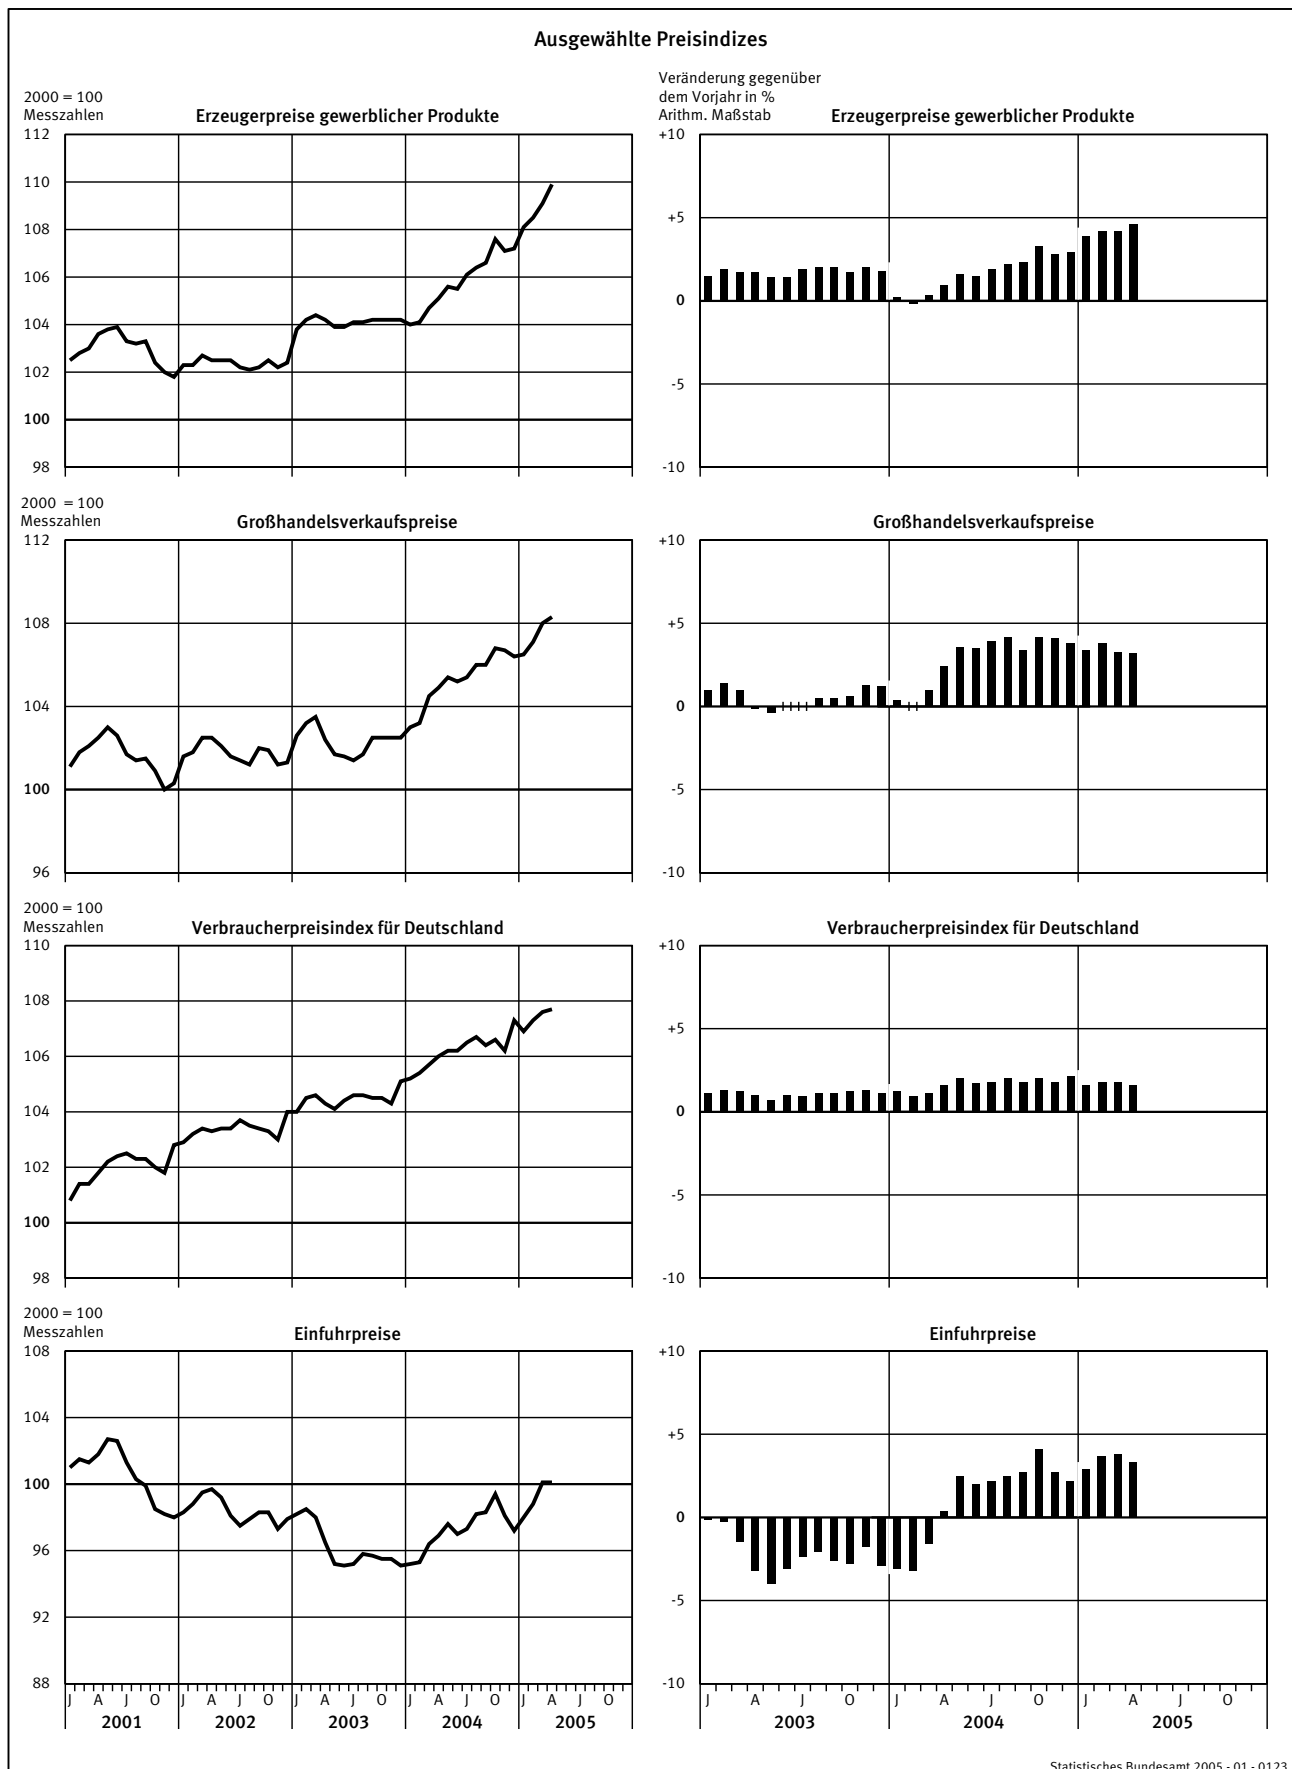 Ausgewählte Preisindizes
2000 = 100
Messzahlen
Erzeugerpreise gewerblicher Produkte
112
110
108
106
104
102
100
98
Veränderung gegenüber
dem Vorjahr in %
Arithm. Maßstab
Erzeugerpreise gewerblicher Produkte
+10
+5
0
-5
-10
2000 = 100
Messzahlen
Großhandelsverkaufspreise
112
108
104
100
96
Großhandelsverkaufspreise
+10
+5
0
-5
-10
2000 = 100
Messzahlen
Verbraucherpreisindex für Deutschland
110
108
106
104
102
100
98
Verbraucherpreisindex für Deutschland
+10
+5
0
-5
-10
2000 = 100
Messzahlen
Einfuhrpreise
108
104
100
96
92
88
J A J O J A J O J A J O J A J O J A J O
2001 2002 2003 2004 2005
Einfuhrpreise
+10
+5
0
-5
-10
J A J O J A J O J A J O
2003 2004 2005
Statistisches Bundesamt 2005 - 01 - 0123